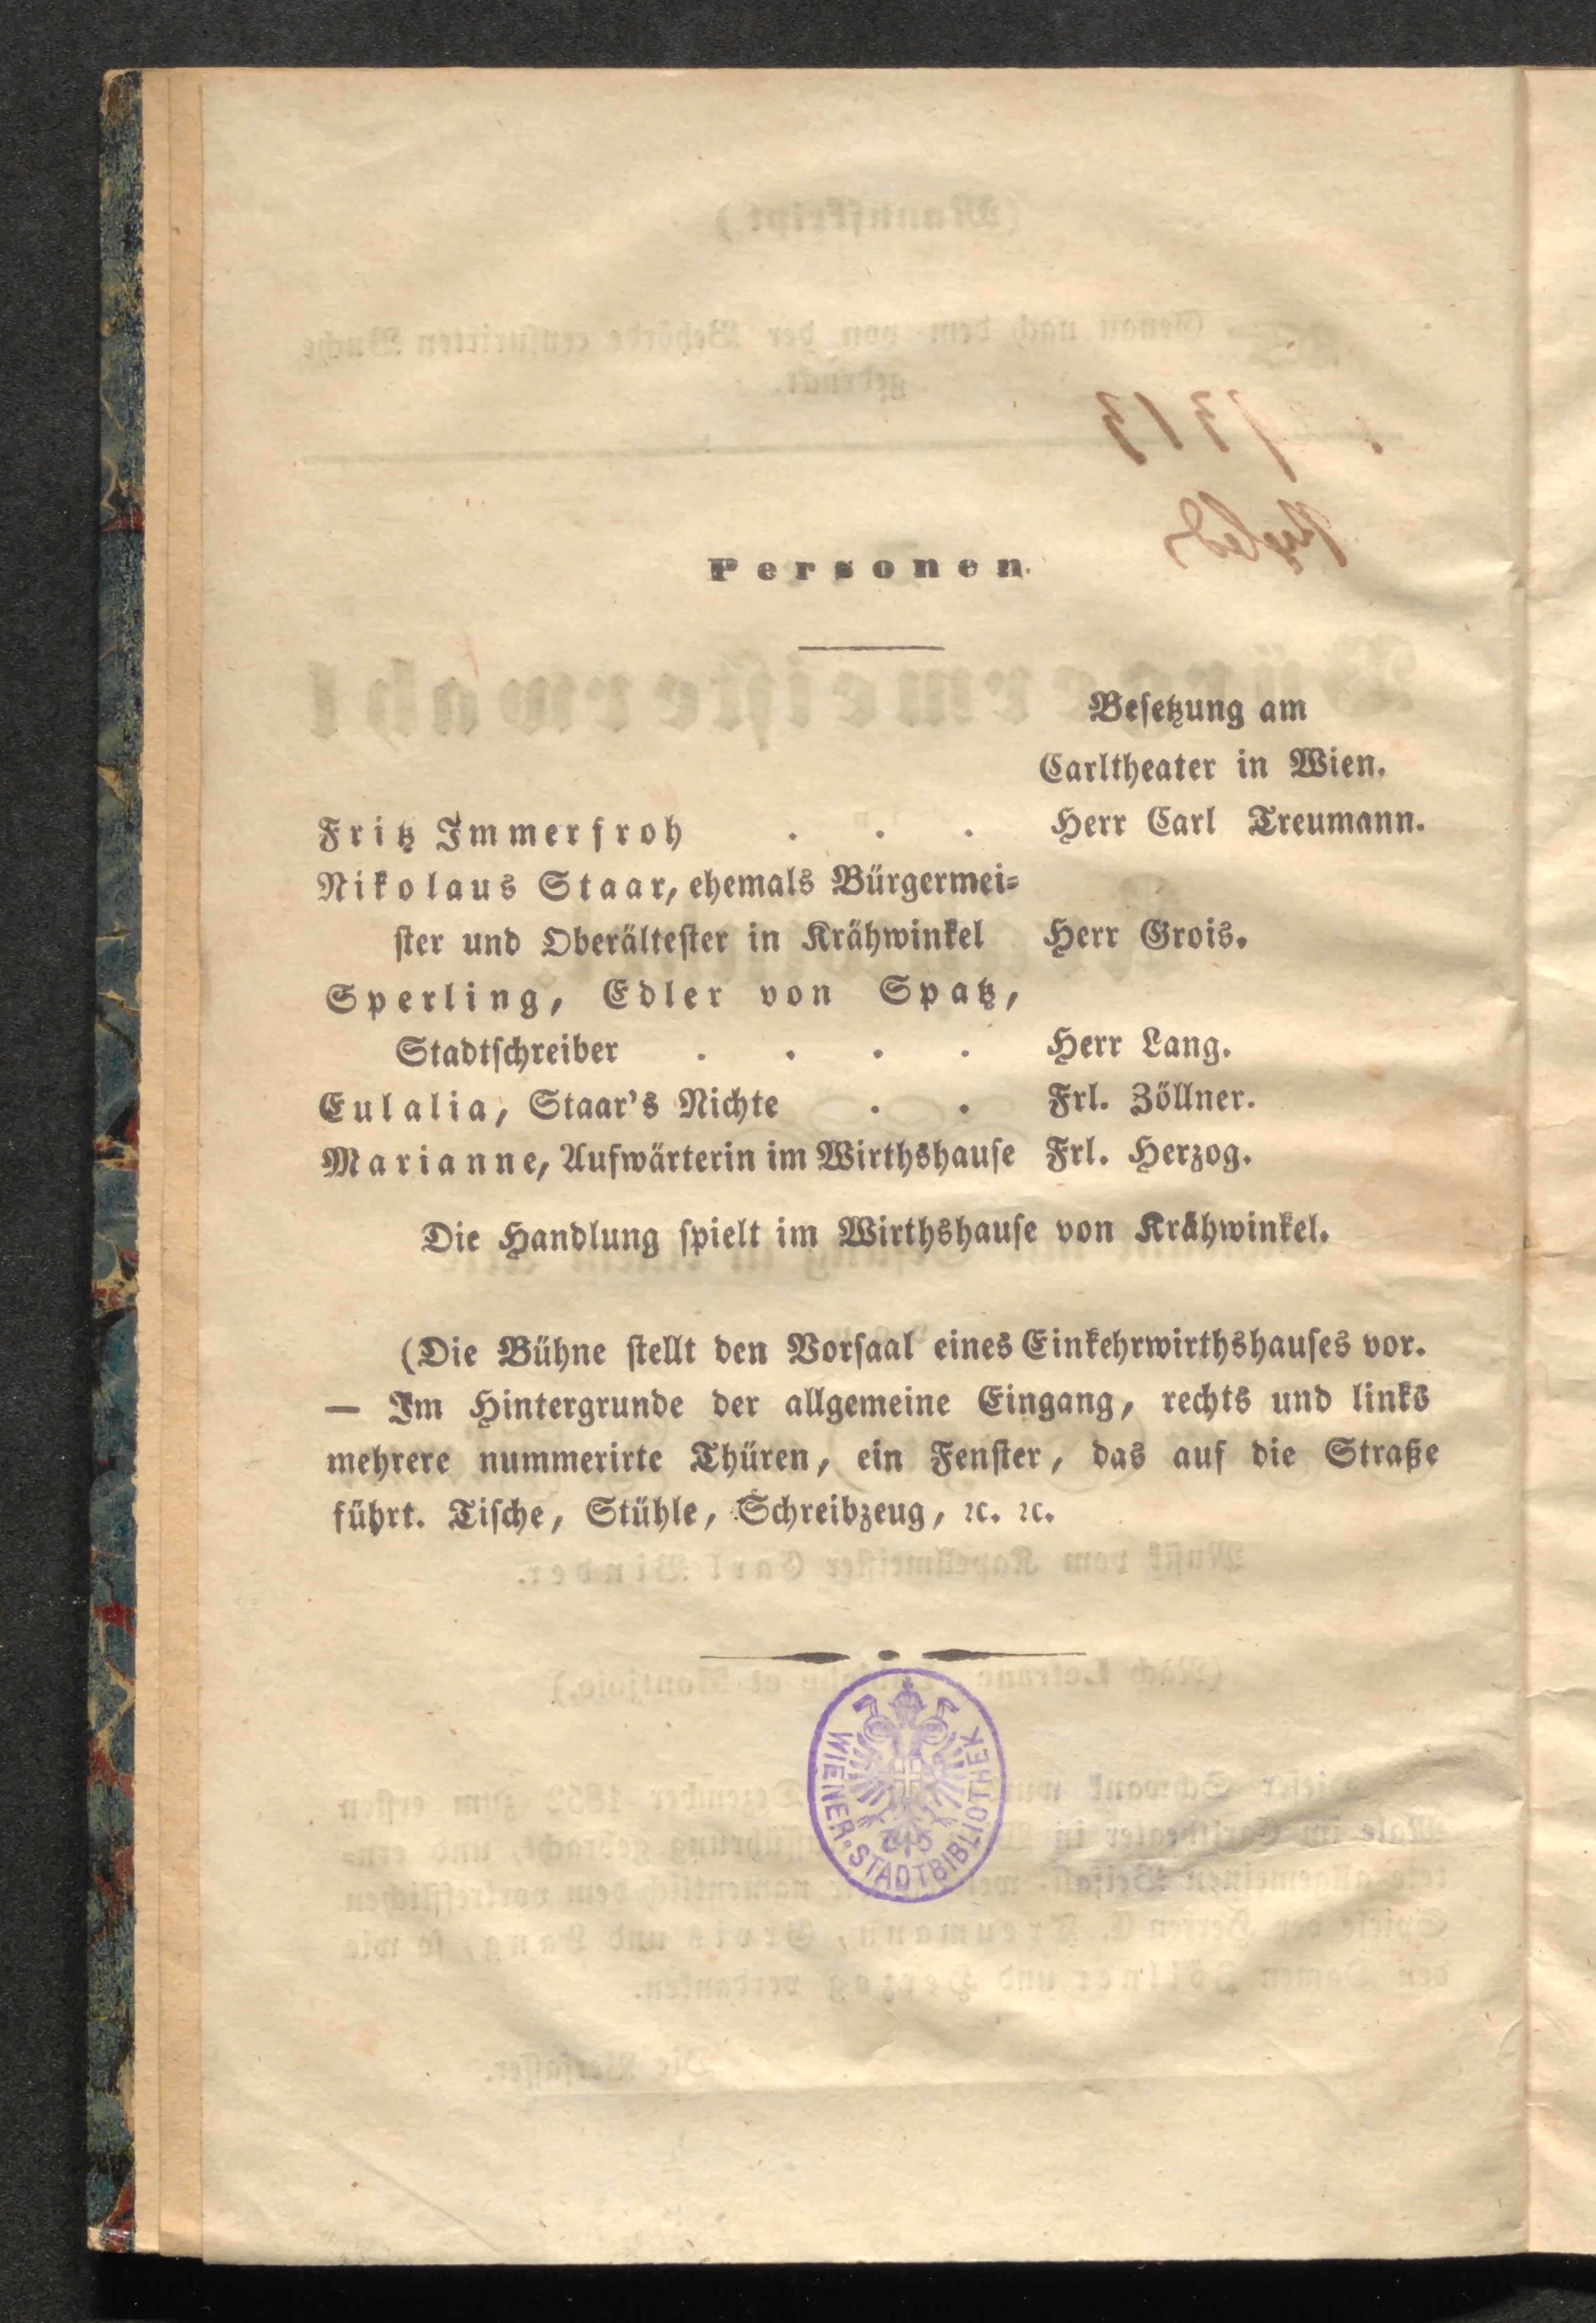 Personen.
Besetzung am
Carltheater in Wien.
Fritz Immerfroh . . . Herr Carl Treumann.
Nikolaus Staar, ehemals Bürgermei-
ster und Oberältester in Krähwinkel Herr Grois.
Sperling, Edler von Spatz,
Stadtschreiber . . . . Herr Lang.
Eulalia, Staar's Nichte . . Frl. Zöllner.
Marianne, Aufwärterin im Wirthshause Frl. Herzog.
Die Handlung spielt im Wirthshause von Krähwinkel.
(Die Bühne stellt den Vorsaal eines Einkehrwirthshauses vor.
— Im Hintergrunde der allgemeine Eingang, rechts und links
mehrere nummerirte Thüren, ein Fenster, das auf die Straße
führt. Tische, Stühle, Schreibzeug, ꝛc. ꝛc.
WIENER STADTBIBLIOTHEK